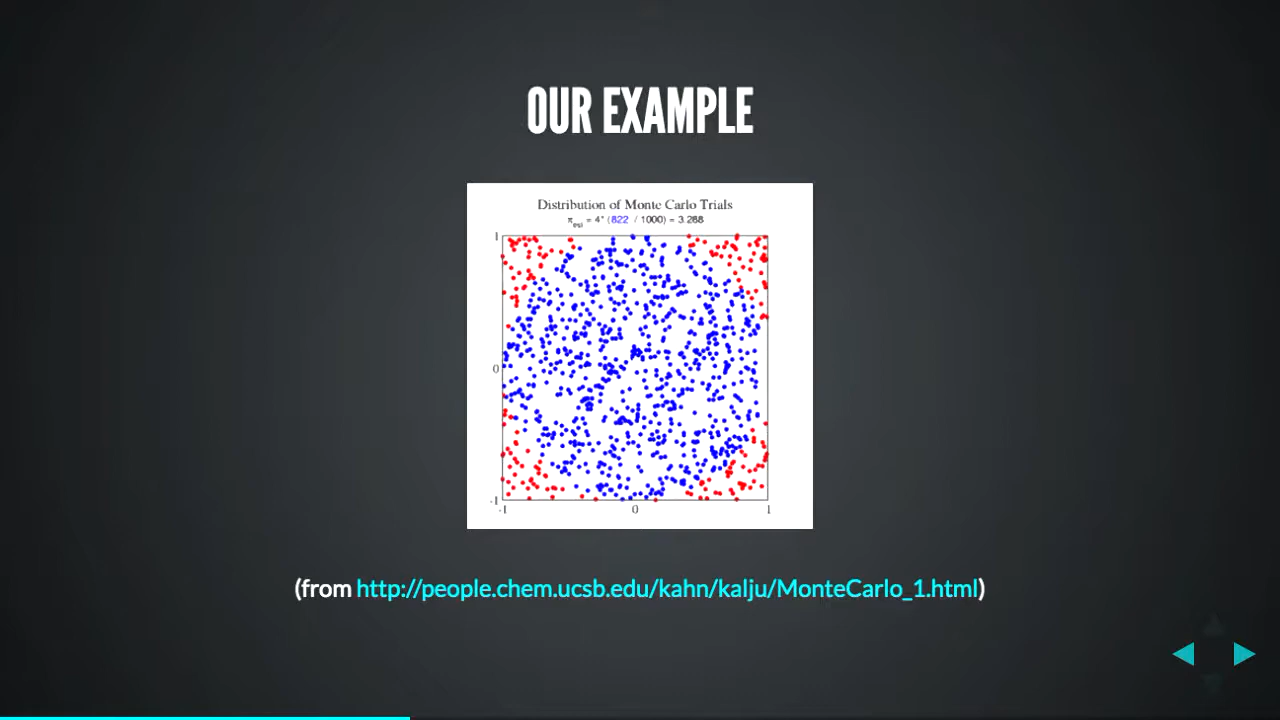 OUR EXAMPLE
Distribution of Monte Carlo Trials
π = 4* (822 / 1000) = 3.288
1
0
-1
-1
0
1
(from http://people.chem.ucsb.edu/kahn/kalju/MonteCarlo_1.html)